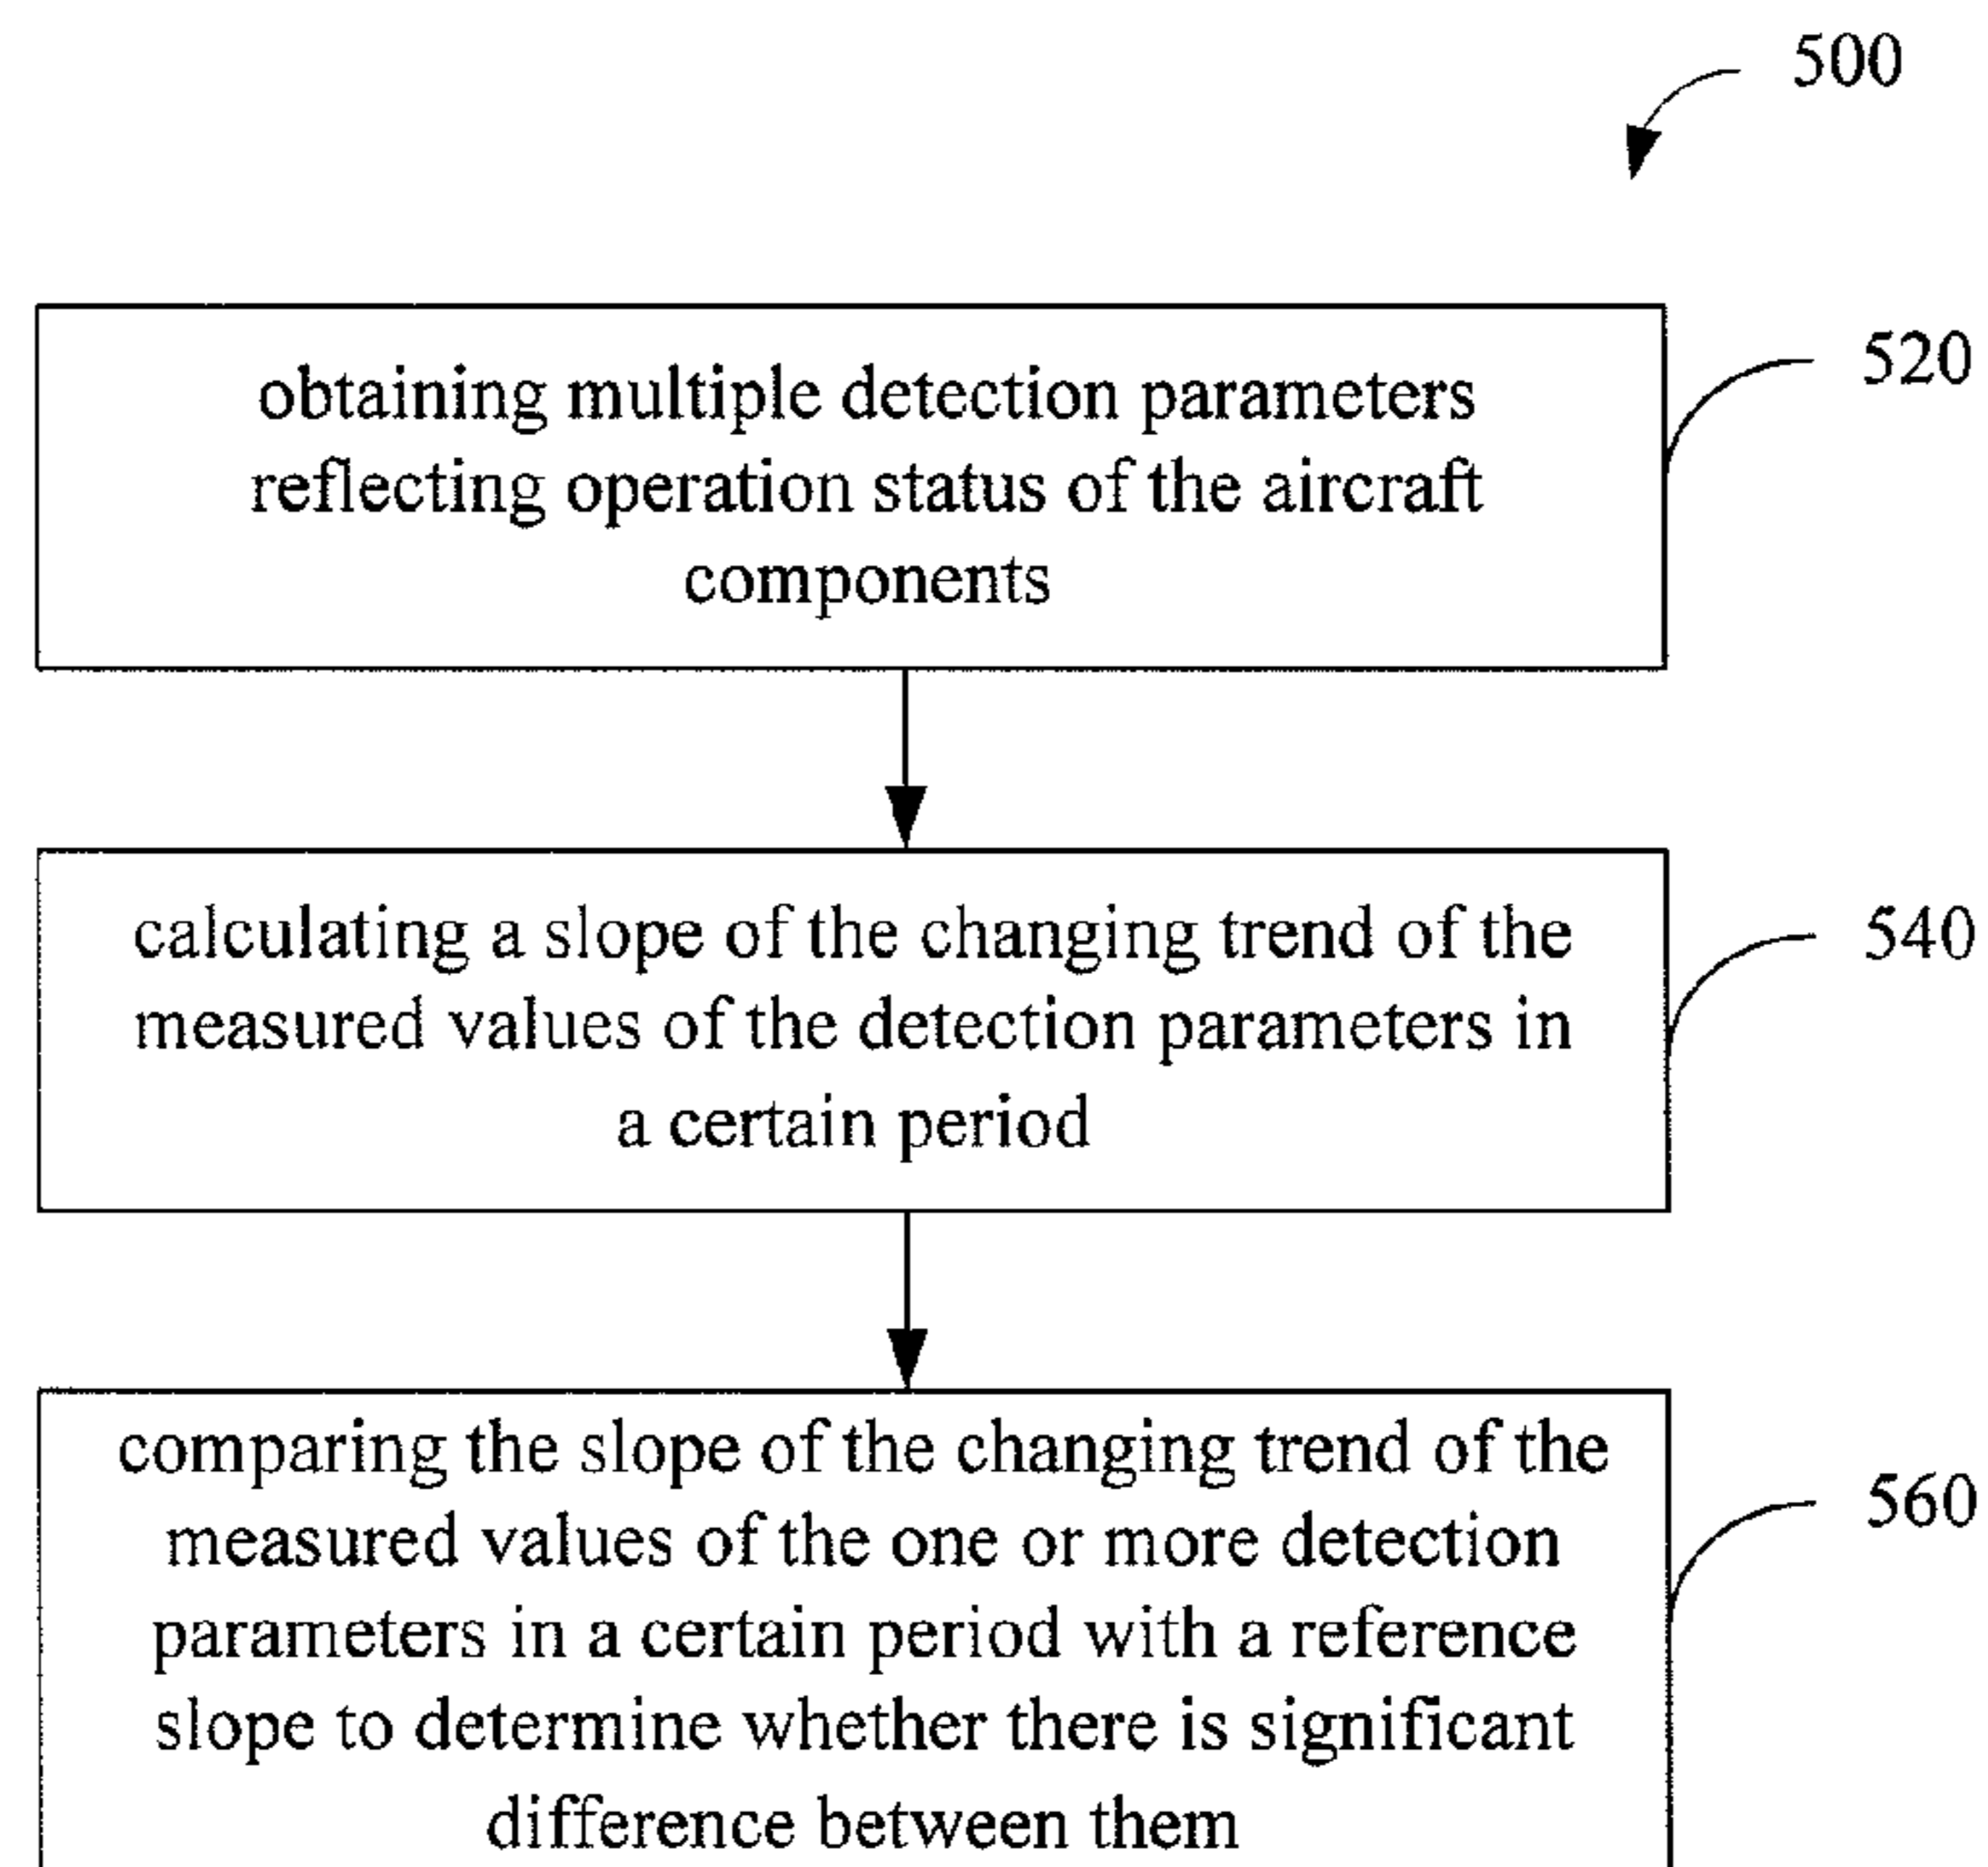 500
obtaining multiple detection parameters
reflecting operation status of the aircraft
components
520
calculating a slope of the changing trend of the
measured values of the detection parameters in
a certain period
540
comparing the slope of the changing trend of the
measured values of the one or more detection
parameters in a certain period with a reference
slope to determine whether there is significant
difference between them
560